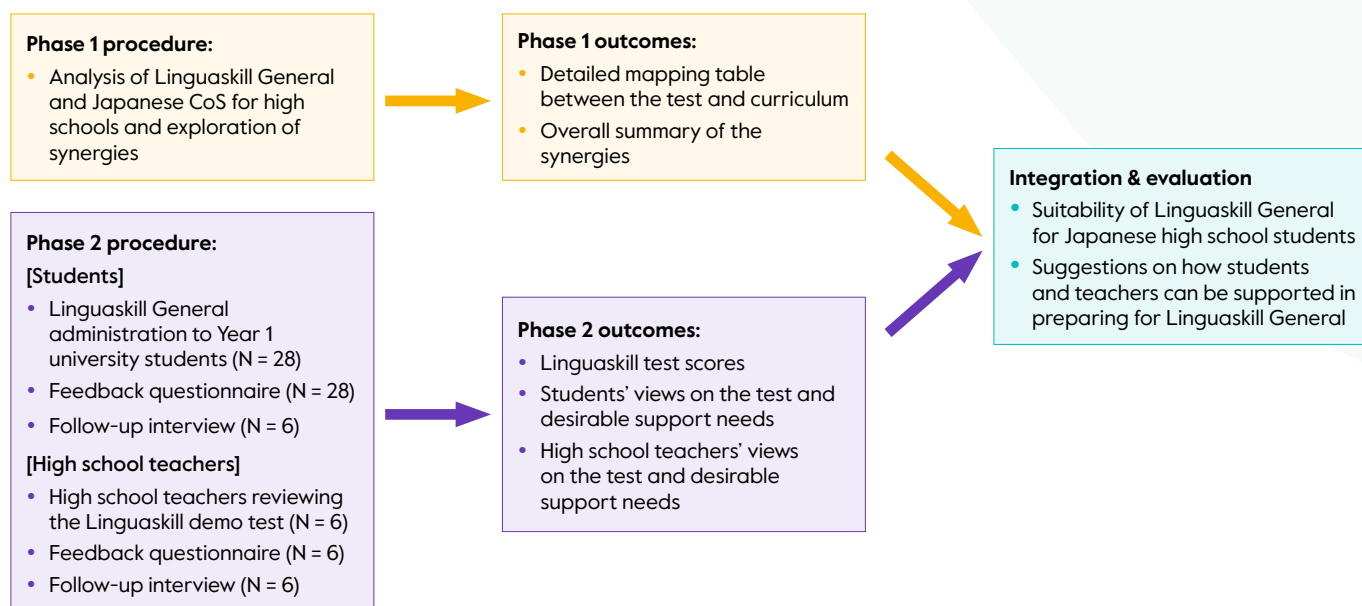 Phase 1 procedure:
• Analysis of Linguaskill General
and Japanese CoS for high
schools and exploration of
synergies
Phase 1 outcomes:
• Detailed mapping table
between the test and curriculum
• Overall summary of the
synergies
Phase 2 procedure:
[Students]
• Linguaskill General
administration to Year 1
university students (N = 28)
• Feedback questionnaire (N = 28)
• Follow-up interview (N = 6)
[High school teachers]
• High school teachers reviewing
the Linguaskill demo test (N = 6)
• Feedback questionnaire (N = 6)
• Follow-up interview (N = 6)
Phase 2 outcomes:
• Linguaskill test scores
• Students’ views on the test and
desirable support needs
• High school teachers’ views
on the test and desirable
support needs
Integration & evaluation
• Suitability of Linguaskill General
for Japanese high school students
• Suggestions on how students
and teachers can be supported in
preparing for Linguaskill General